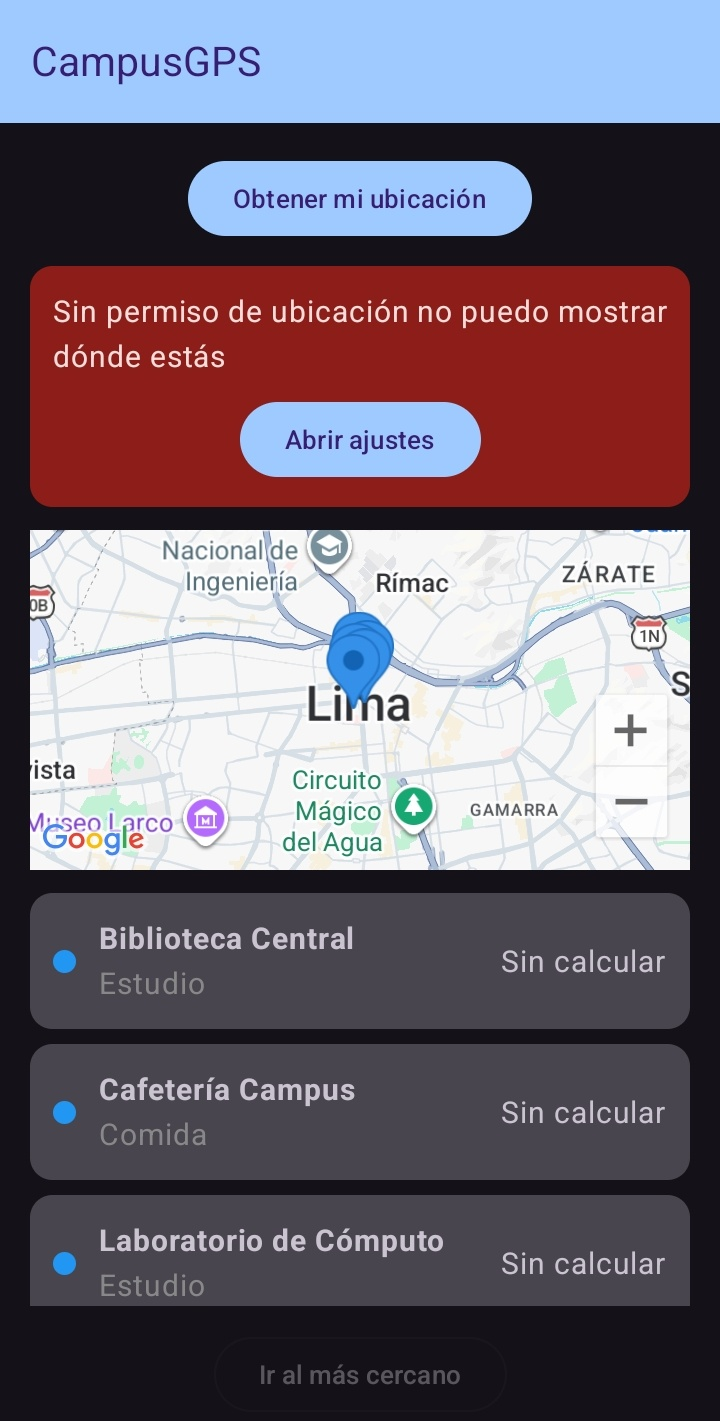 CampusGPS
Obtener mi ubicación
Sin permiso de ubicación no puedo mostrar
dónde estás
Abrir ajustes
Nacional de
Ingeniería
Rímac
ZÁRATE
0B
1N
S
Lima
+
−
vista
Circuito
Mágico
del Agua
GAMARRA
Museo Larco
Google
Biblioteca Central
Estudio
Sin calcular
Cafetería Campus
Comida
Sin calcular
Laboratorio de Cómputo
Estudio
Sin calcular
Ir al más cercano